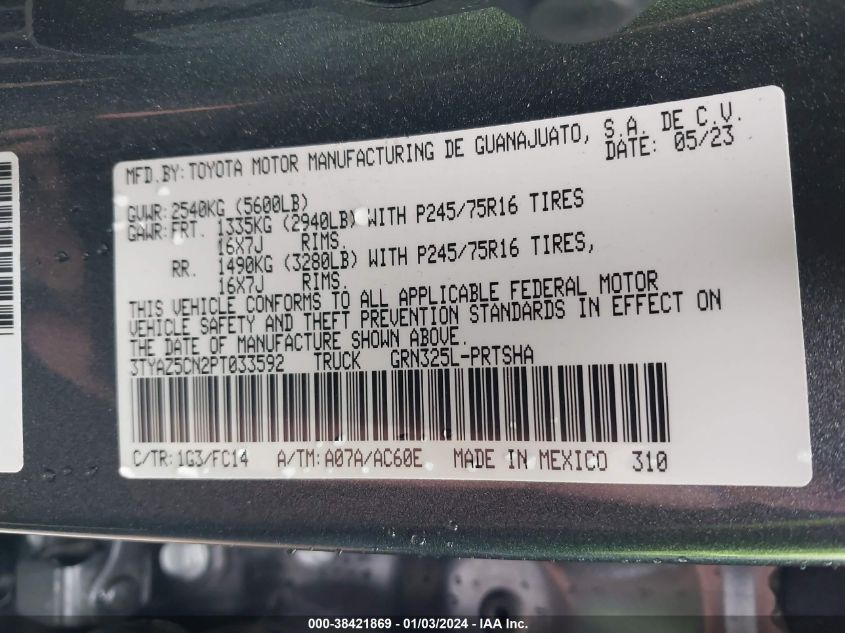 MFD.BY:TOYOTA MOTOR MANUFACTURING DE GUANAJUATO, S.A. DE C.V.
DATE: 05/23
GVWR:2540KG (5600LB)
GAWR:FRT. 1335KG (2940LB) WITH P245/75R16 TIRES
16X7J RIMS.
RR. 1490KG (3280LB) WITH P245/75R16 TIRES,
16X7J RIMS.
THIS VEHICLE CONFORMS TO ALL APPLICABLE FEDERAL MOTOR
VEHICLE SAFETY AND THEFT PREVENTION STANDARDS IN EFFECT ON
THE DATE OF MANUFACTURE SHOWN ABOVE.
3TYAZ5CN2PT033592 TRUCK GRN325L-PRTSHA
C/TR:1G3/FC14 A/TM:A07A/AC60E MADE IN MEXICO 310
000-38421869 - 01/03/2024 - IAA Inc.